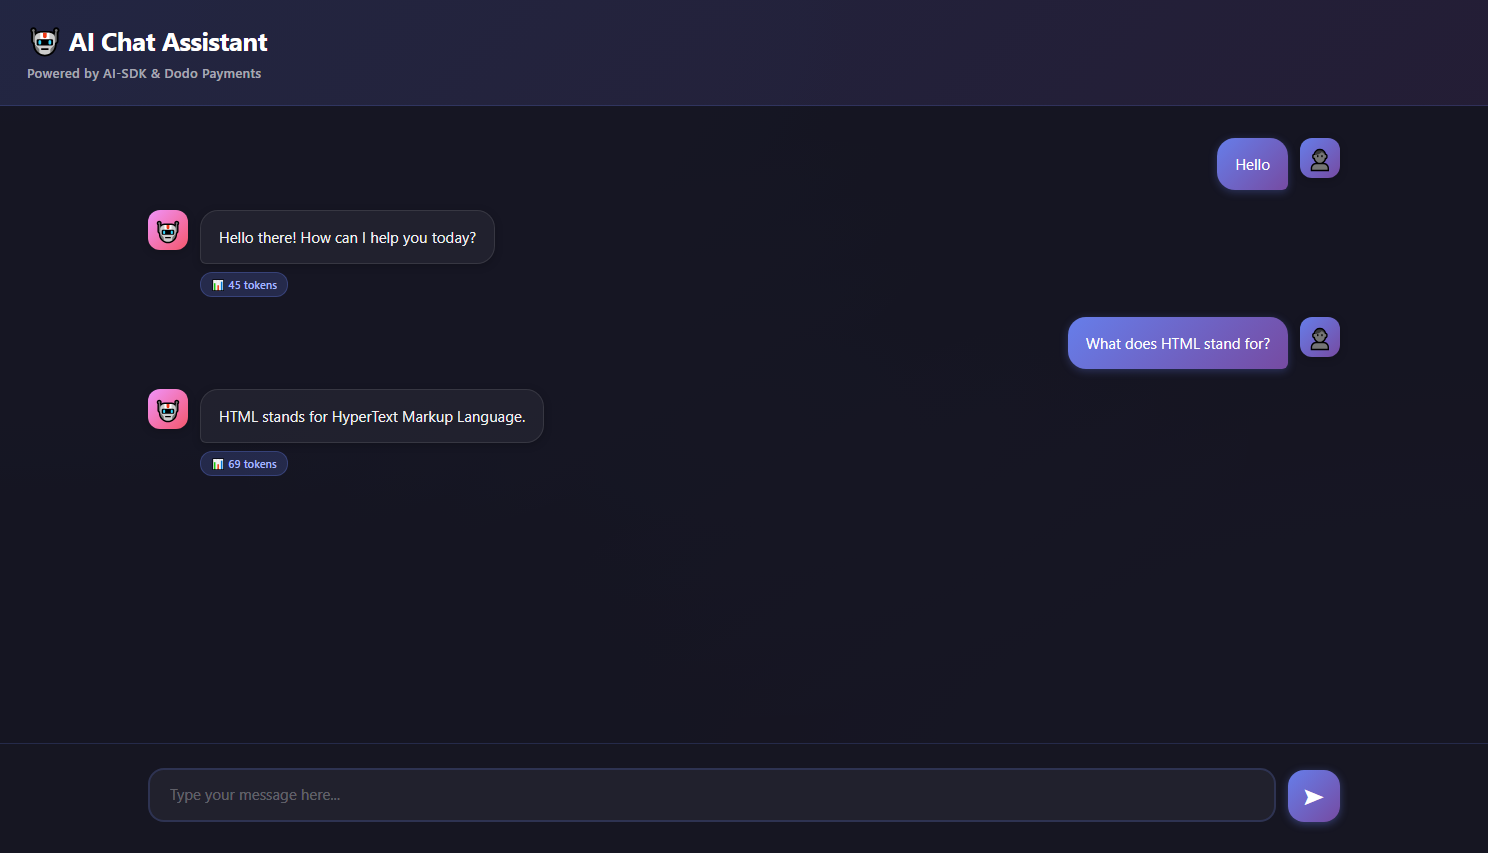 AI Chat Assistant
Powered by AI-SDK & Dodo Payments
Hello
Hello there! How can I help you today?
45 tokens
What does HTML stand for?
HTML stands for HyperText Markup Language.
69 tokens
Type your message here...